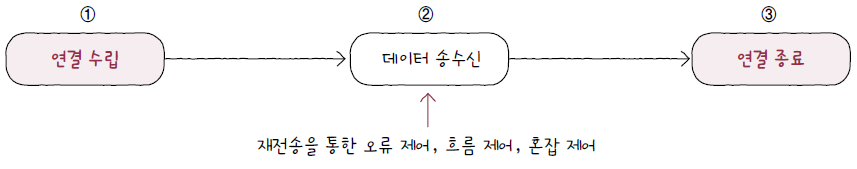 ① ② ③
연결 수립 데이터 송수신 연결 종료
재전송을 통한 오류 제어, 흐름 제어, 혼잡 제어